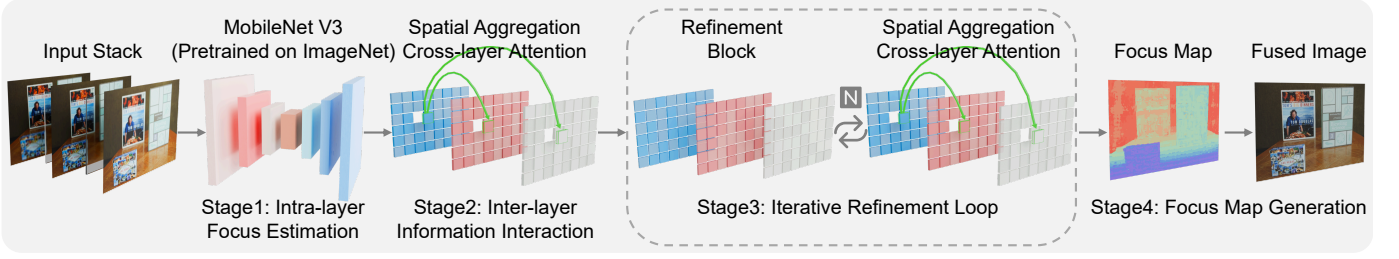 Input Stack
MobileNet V3
(Pretrained on ImageNet)
Spatial Aggregation
Cross-layer Attention
Refinement
Block
N
Spatial Aggregation
Cross-layer Attention
Focus Map
Fused Image
Stage1: Intra-layer
Focus Estimation
Stage2: Inter-layer
Information Interaction
Stage3: Iterative Refinement Loop
Stage4: Focus Map Generation